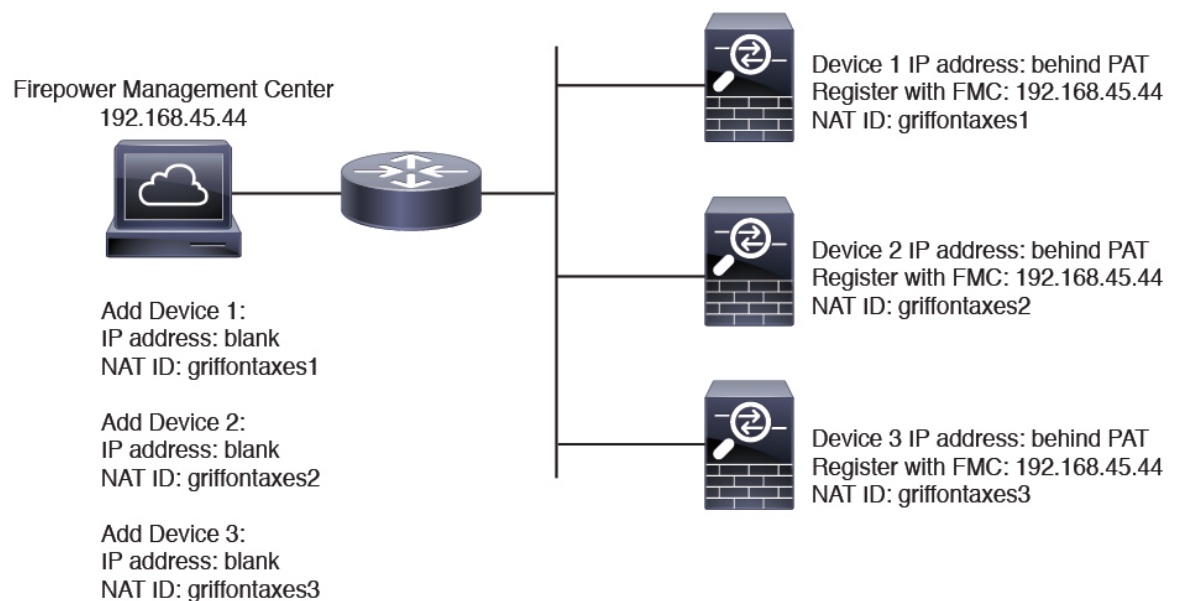 Firepower Management Center
192.168.45.44
Add Device 1:
IP address: blank
NAT ID: griffontaxes1
Add Device 2:
IP address: blank
NAT ID: griffontaxes2
Add Device 3:
IP address: blank
NAT ID: griffontaxes3
Device 1 IP address: behind PAT
Register with FMC: 192.168.45.44
NAT ID: griffontaxes1
Device 2 IP address: behind PAT
Register with FMC: 192.168.45.44
NAT ID: griffontaxes2
Device 3 IP address: behind PAT
Register with FMC: 192.168.45.44
NAT ID: griffontaxes3